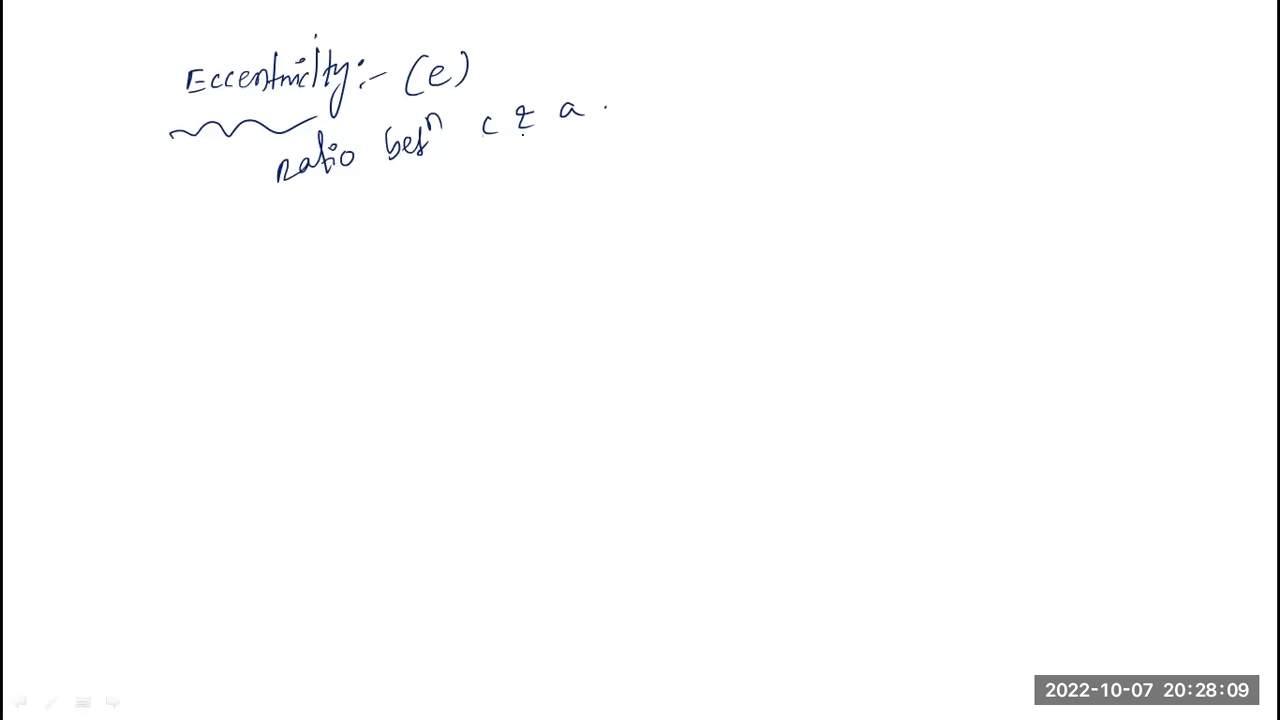 Eccentricity:- (e)
ratio betⁿ c & a.
2022-10-07 20:28:09